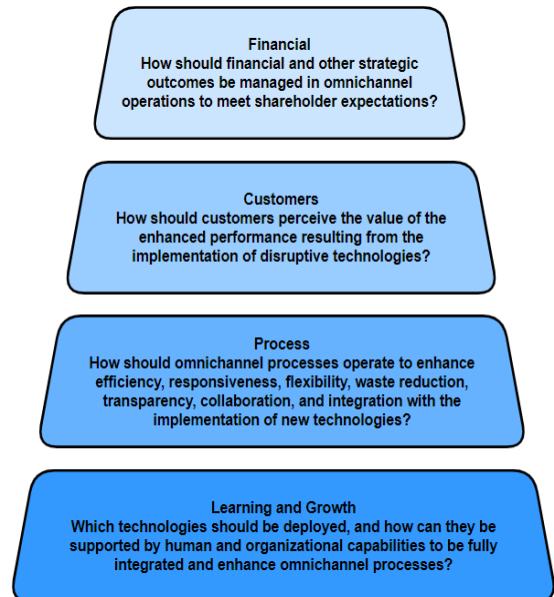 Financial
How should financial and other strategic
outcomes be managed in omnichannel
operations to meet shareholder expectations?
Customers
How should customers perceive the value of the
enhanced performance resulting from the
implementation of disruptive technologies?
Process
How should omnichannel processes operate to enhance
efficiency, responsiveness, flexibility, waste reduction,
transparency, collaboration, and integration with the
implementation of new technologies?
Learning and Growth
Which technologies should be deployed, and how can they be
supported by human and organizational capabilities to be fully
integrated and enhance omnichannel processes?